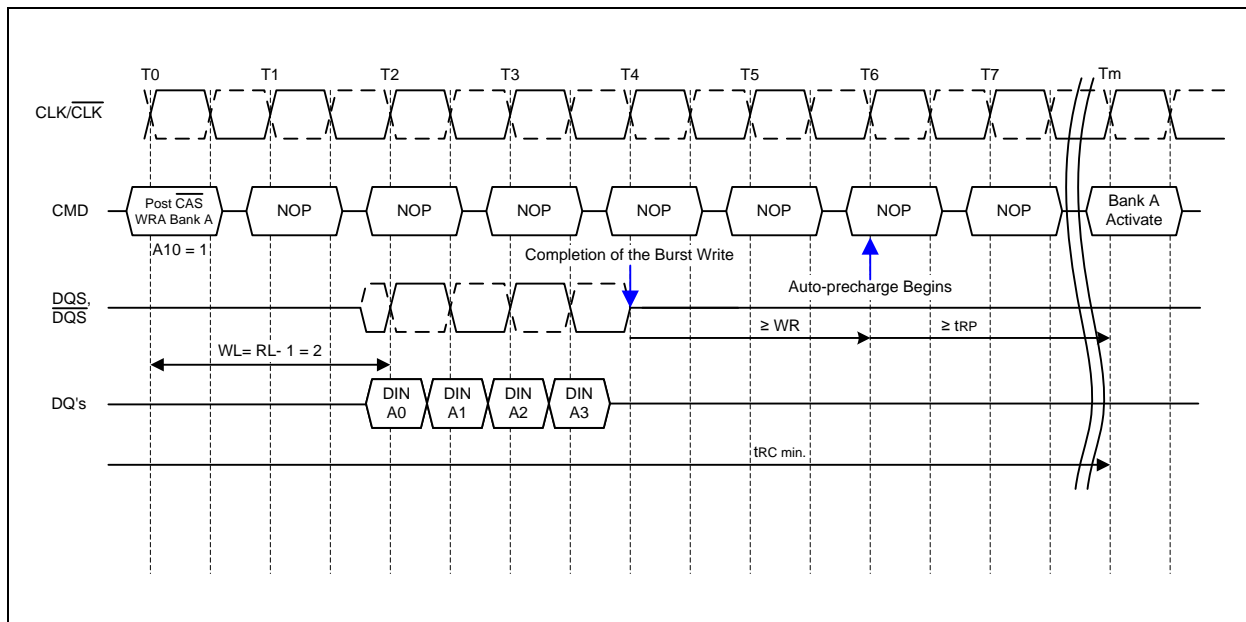 T0 T1 T2 T3 T4 T5 T6 T7 Tm
CLK/CLK
CMD
Post CAS
WRA Bank A
NOP NOP NOP NOP NOP NOP NOP
Bank A
Activate
A10 = 1
Completion of the Burst Write
Auto-precharge Begins
DQS,
DQS
≥ WR
≥ tRP
WL= RL- 1 = 2
DQ's
DIN
A0
DIN
A1
DIN
A2
DIN
A3
tRC min.